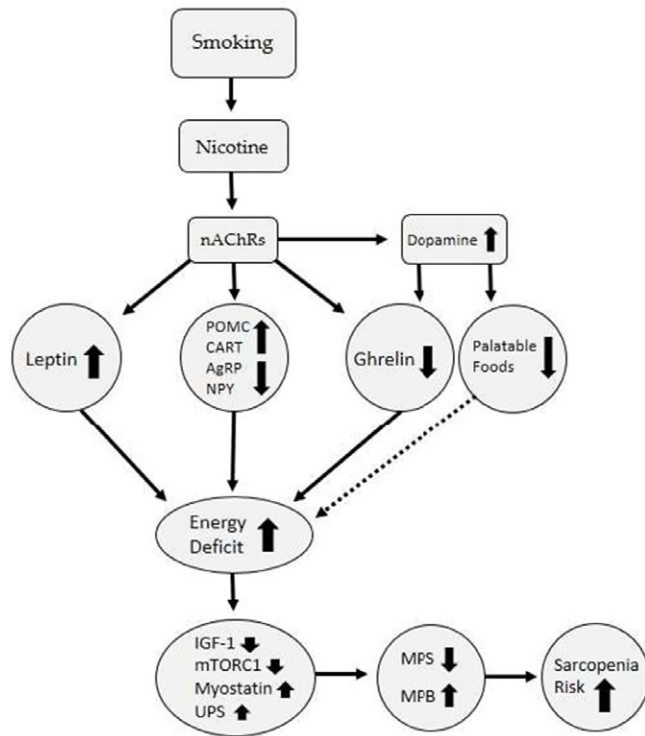 Smoking
Nicotine
nAChRs
Dopamine
Leptin
POMC
CART
AgRP
NPY
Ghrelin
Palatable
Foods
Energy
Deficit
IGF-1
mTORC1
Myostatin
UPS
MPS
MPB
Sarcopenia
Risk